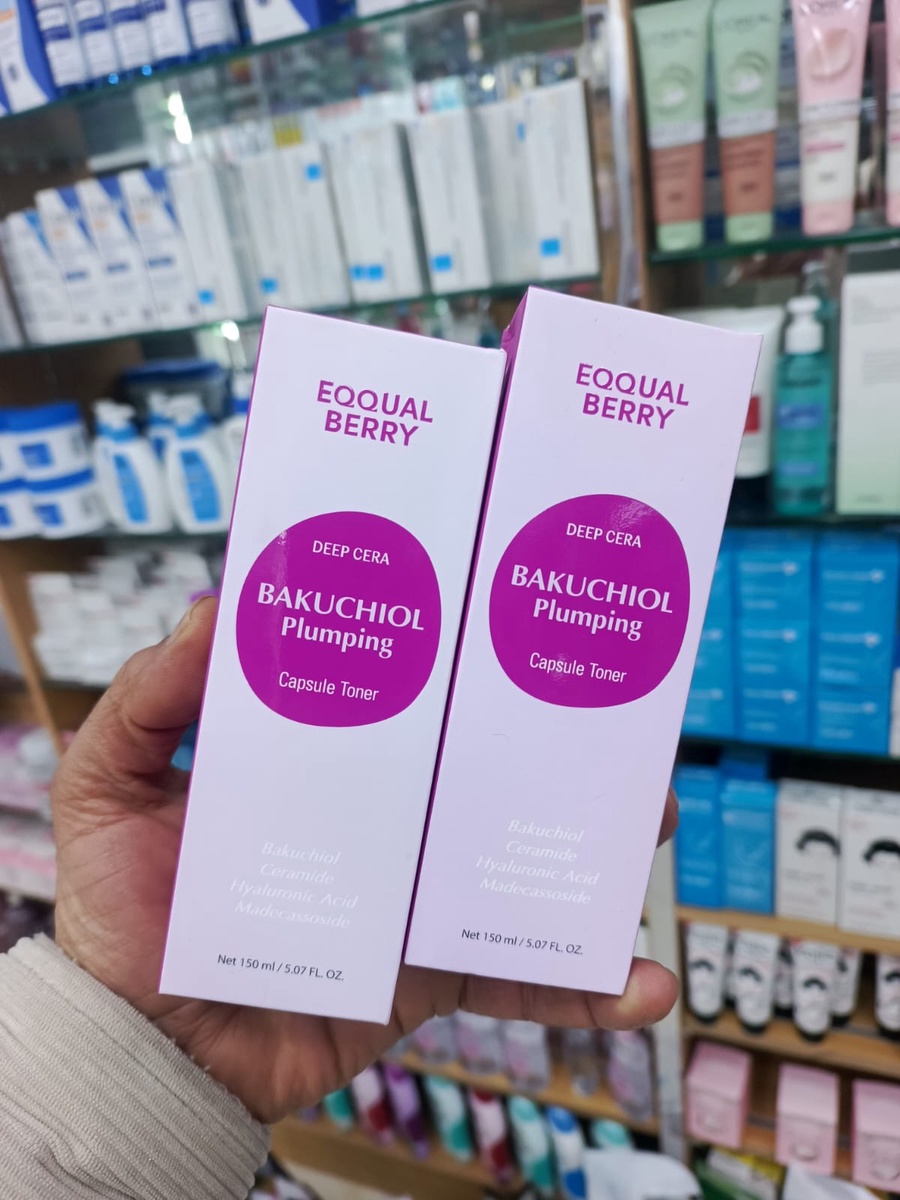 EQQUAL
BERRY
DEEP CERA
BAKUCHIOL
Plumping
Capsule Toner
Bakuchiol
Ceramide
Hyaluronic Acid
Madecassoside
Net 150 ml / 5.07 FL. OZ.
EQQUAL
BERRY
DEEP CERA
BAKUCHIOL
Plumping
Capsule Toner
Bakuchiol
Ceramide
Hyaluronic Acid
Madecassoside
Net 150 ml / 5.07 FL. OZ.